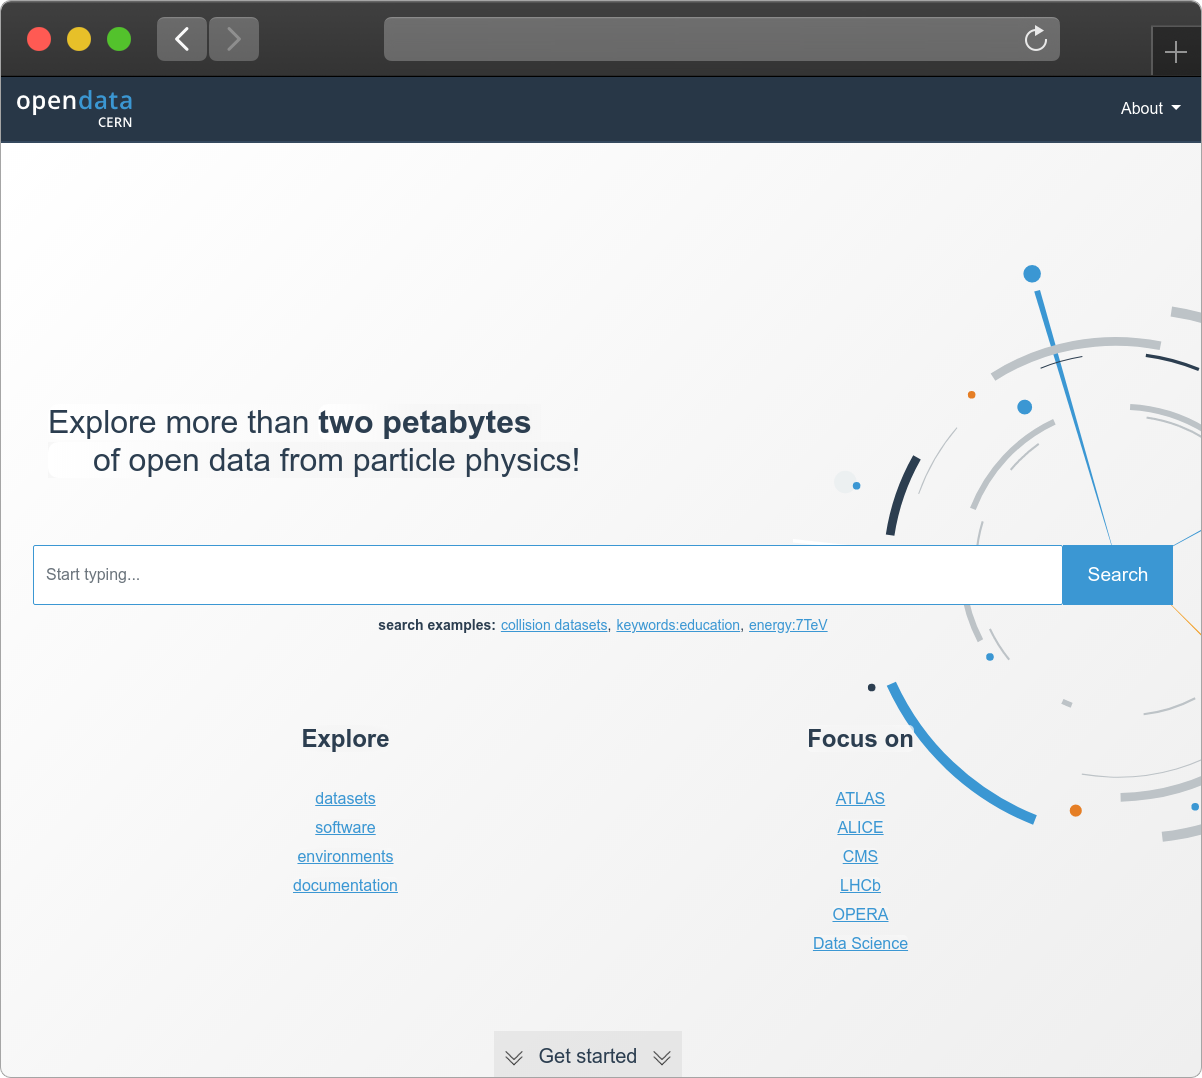 opendata
CERN
About
Explore more than two petabytes
of open data from particle physics!
Start typing...
Search
search examples: collision datasets, keywords:education, energy:7TeV
Explore
datasets
software
environments
documentation
Focus on
ATLAS
ALICE
CMS
LHCb
OPERA
Data Science
Get started